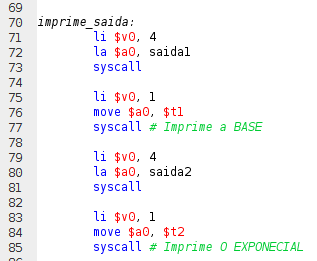 69
70 imprime_saida:
71 li $v0, 4
72 la $a0, saida1
73 syscall
74
75 li $v0, 1
76 move $a0, $t1
77 syscall # Imprime a BASE
78
79 li $v0, 4
80 la $a0, saida2
81 syscall
82
83 li $v0, 1
84 move $a0, $t2
85 syscall # Imprime O EXPONECIAL